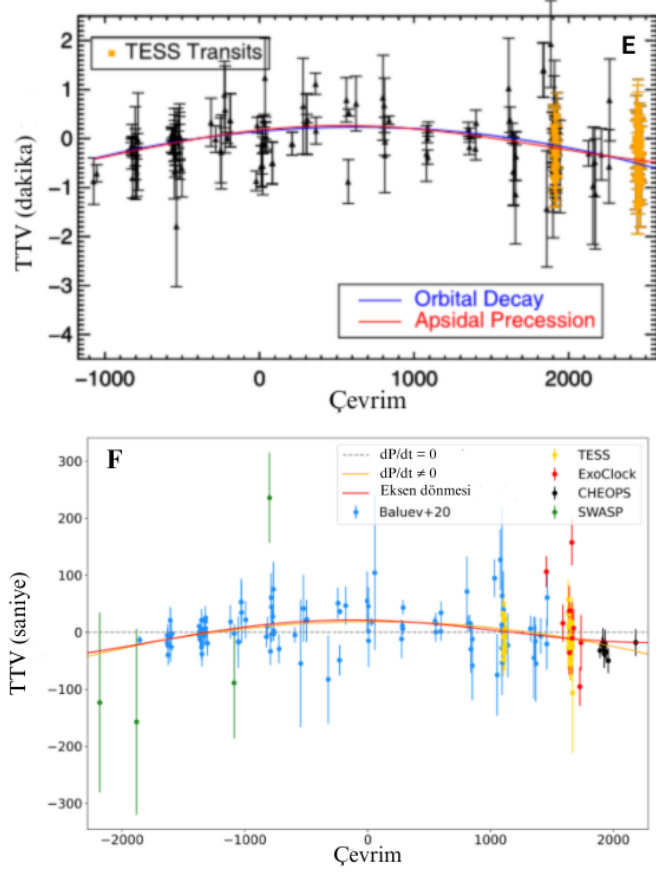 E
TESS Transits
2
1
0
−1
−2
−3
−4
TTV (dakika)
Orbital Decay
Apsidal Precession
−1000
0
1000
2000
Çevrim
F
dP/dt = 0
dP/dt ≠ 0
Eksen dönmesi
Baluev+20
TESS
ExoClock
CHEOPS
SWASP
300
200
100
0
−100
−200
−300
TTV (saniye)
−2000
−1000
0
1000
2000
Çevrim